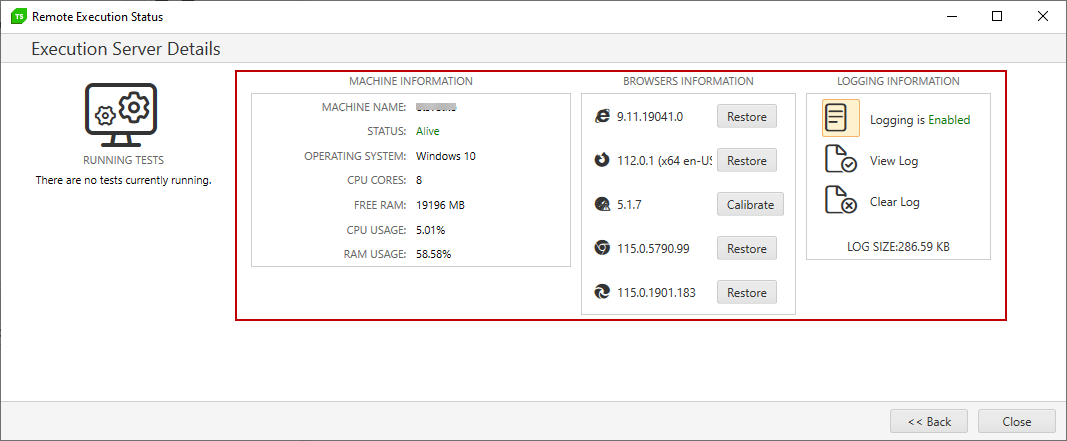 TS Remote Execution Status
Execution Server Details
RUNNING TESTS
There are no tests currently running.
MACHINE INFORMATION
MACHINE NAME:
STATUS: Alive
OPERATING SYSTEM: Windows 10
CPU CORES: 8
FREE RAM: 19196 MB
CPU USAGE: 5.01%
RAM USAGE: 58.58%
BROWSERS INFORMATION
9.11.19041.0 Restore
112.0.1 (x64 en-US Restore
5.1.7 Calibrate
115.0.5790.99 Restore
115.0.1901.183 Restore
LOGGING INFORMATION
Logging is Enabled
View Log
Clear Log
LOG SIZE:286.59 KB
<< Back
Close